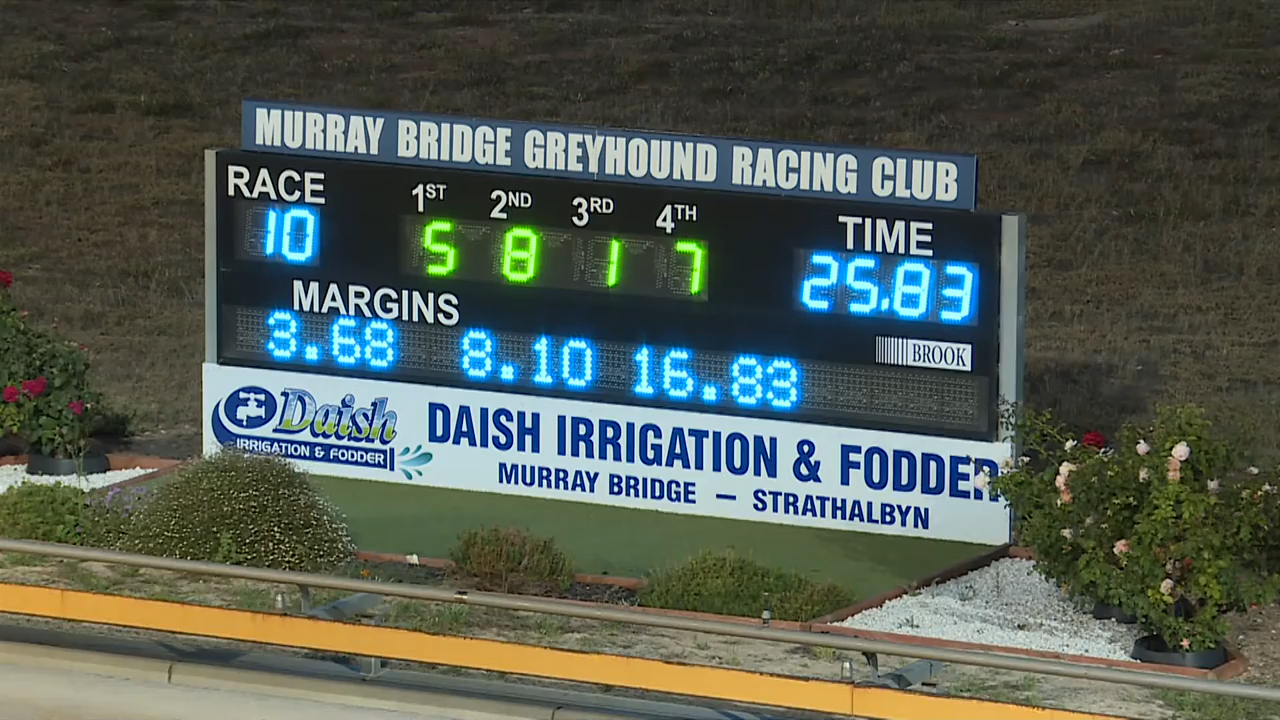 MURRAY BRIDGE GREYHOUND RACING CLUB
RACE 1ST 2ND 3RD 4TH TIME
10 5 8 1 7 25.83
MARGINS
3.68 8.10 16.83
BROOK
Daish
IRRIGATION & FODDER
DAISH IRRIGATION & FODDER
MURRAY BRIDGE — STRATHALBYN